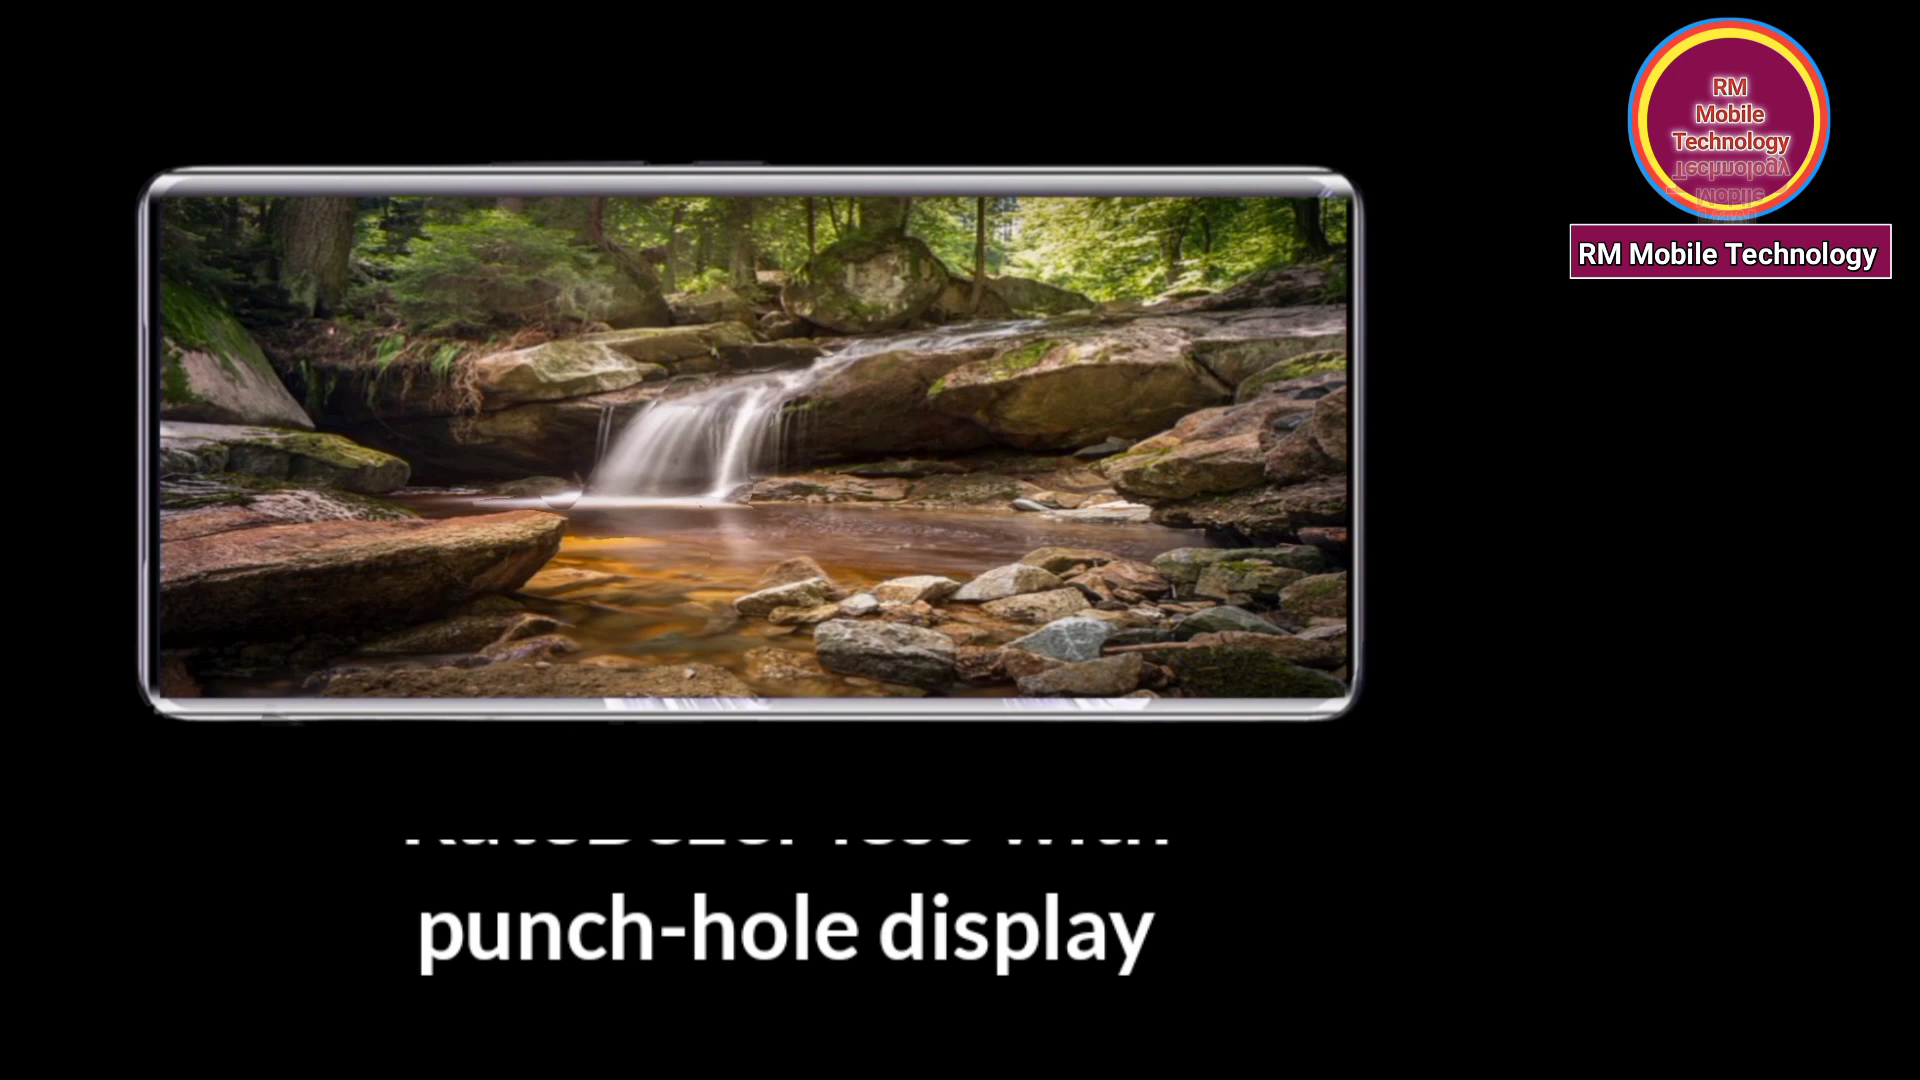 RM
Mobile
Technology
RM Mobile Technology
punch-hole display